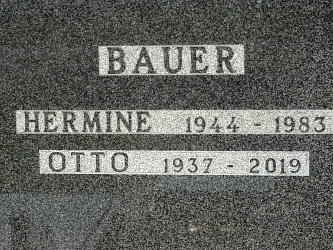 BAUER
HERMINE 1944 - 1983
OTTO 1937 - 2019